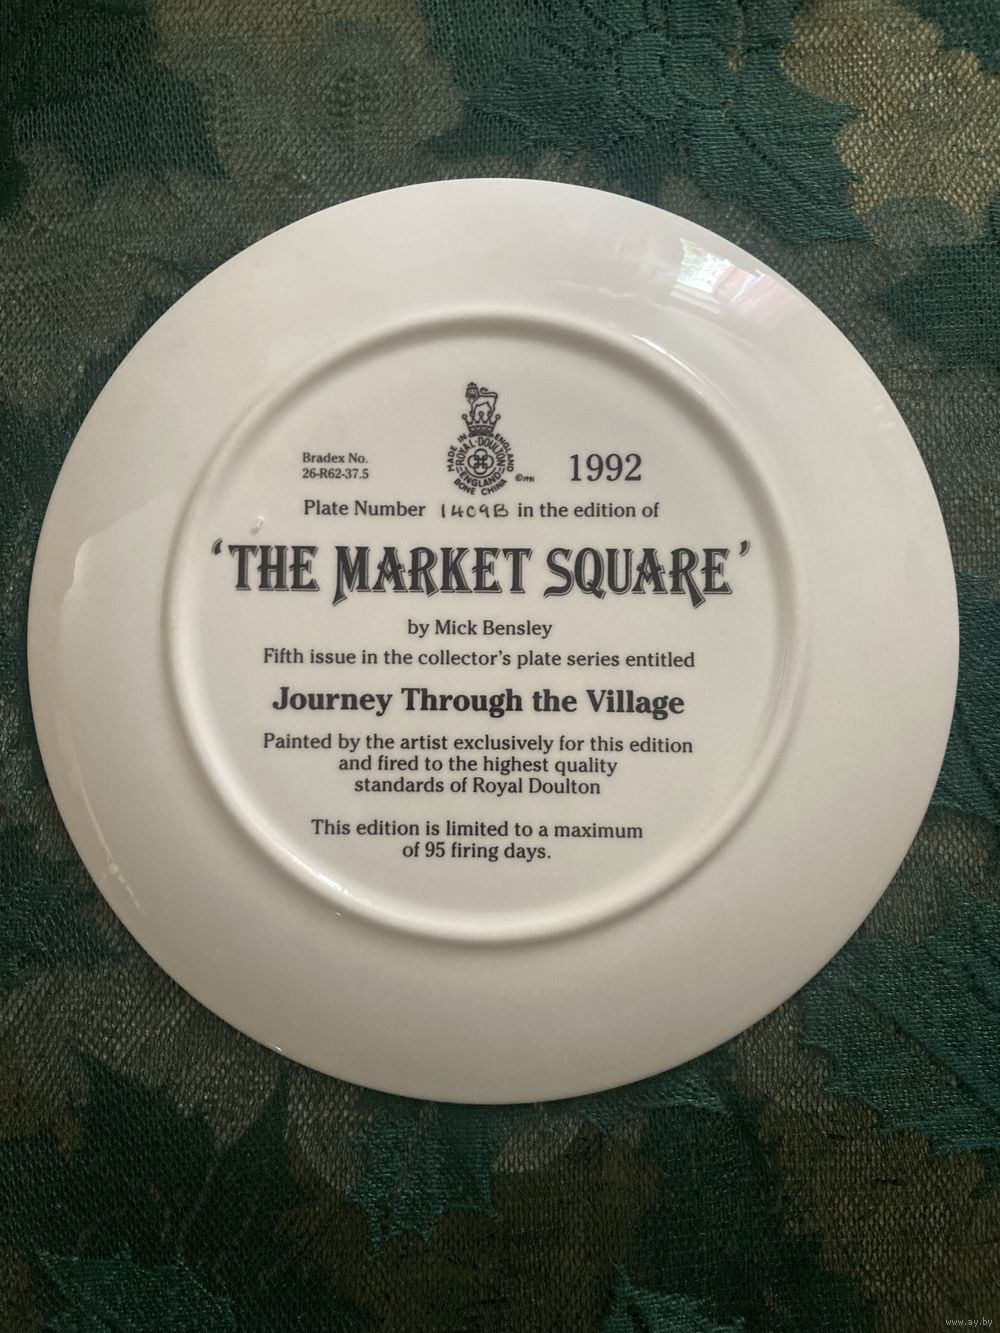 MADE IN ENGLAND
ROYAL·DOULTON
ENGLAND
BONE CHINA
Bradex No.
26-R62-37.5
1992
Plate Number 1409B in the edition of
‘THE MARKET SQUARE’
by Mick Bensley
Fifth issue in the collector's plate series entitled
Journey Through the Village
Painted by the artist exclusively for this edition
and fired to the highest quality
standards of Royal Doulton
This edition is limited to a maximum
of 95 firing days.
www.ay.by